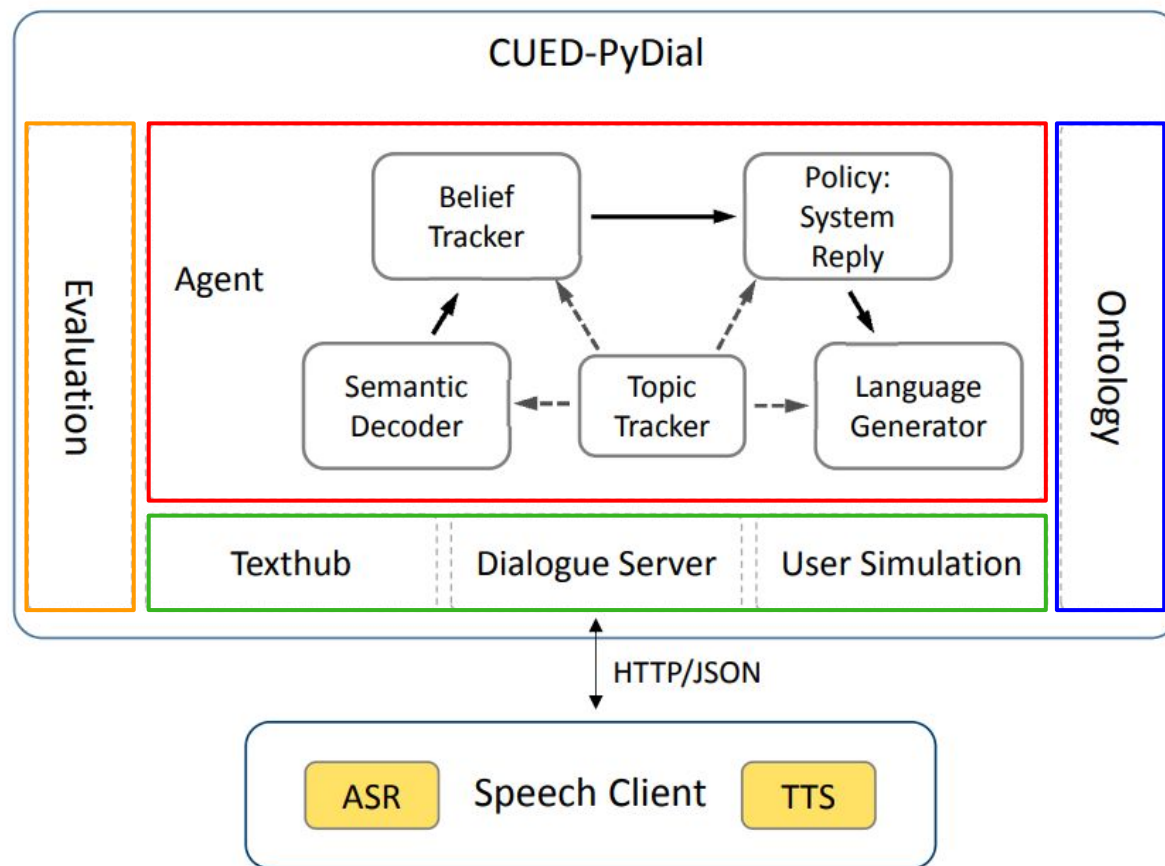 CUED-PyDial
Evaluation
Agent
Belief
Tracker
Policy:
System
Reply
Semantic
Decoder
Topic
Tracker
Language
Generator
Ontology
Texthub
Dialogue Server
User Simulation
HTTP/JSON
ASR
Speech Client
TTS